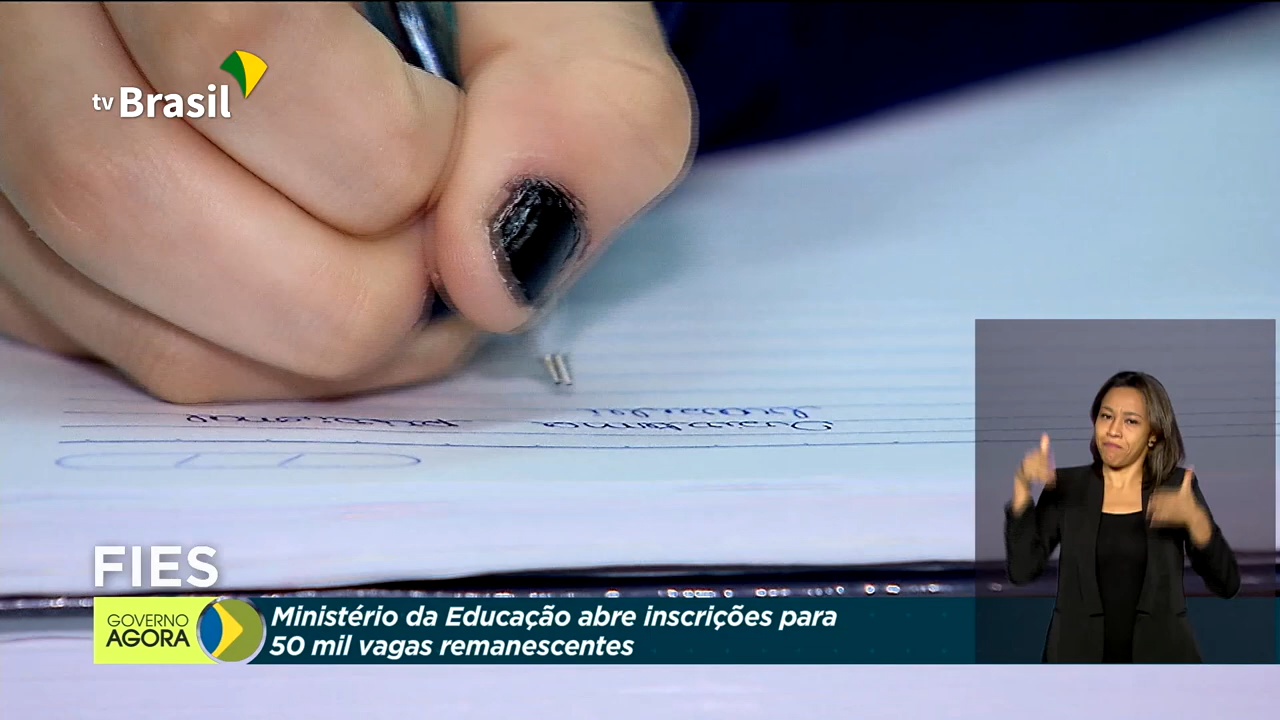 tv Brasil
FIES
GOVERNO
AGORA
Ministério da Educação abre inscrições para
50 mil vagas remanescentes